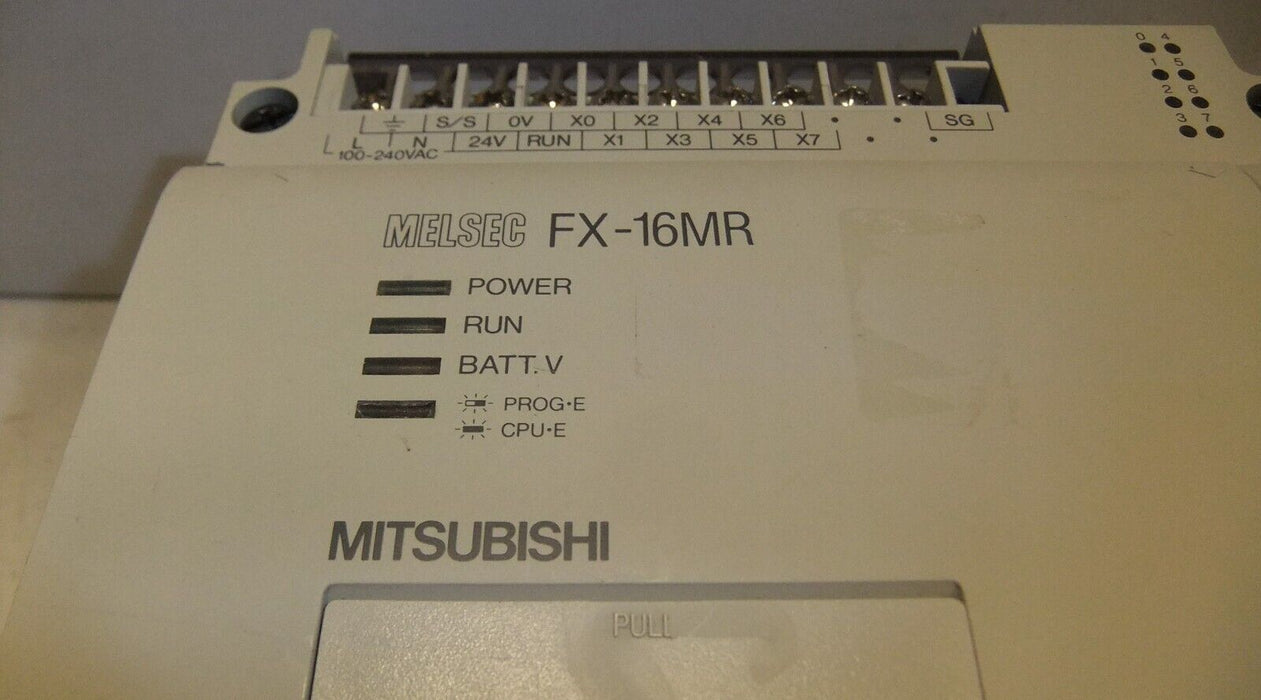 0 4
1 5
2 6
3 7
⏚ S/S 0V X0 X2 X4 X6 • • SG
L N 24V RUN X1 X3 X5 X7 • •
100-240VAC
MELSEC FX-16MR
POWER
RUN
BATT.V
PROG•E
CPU•E
MITSUBISHI
PULL